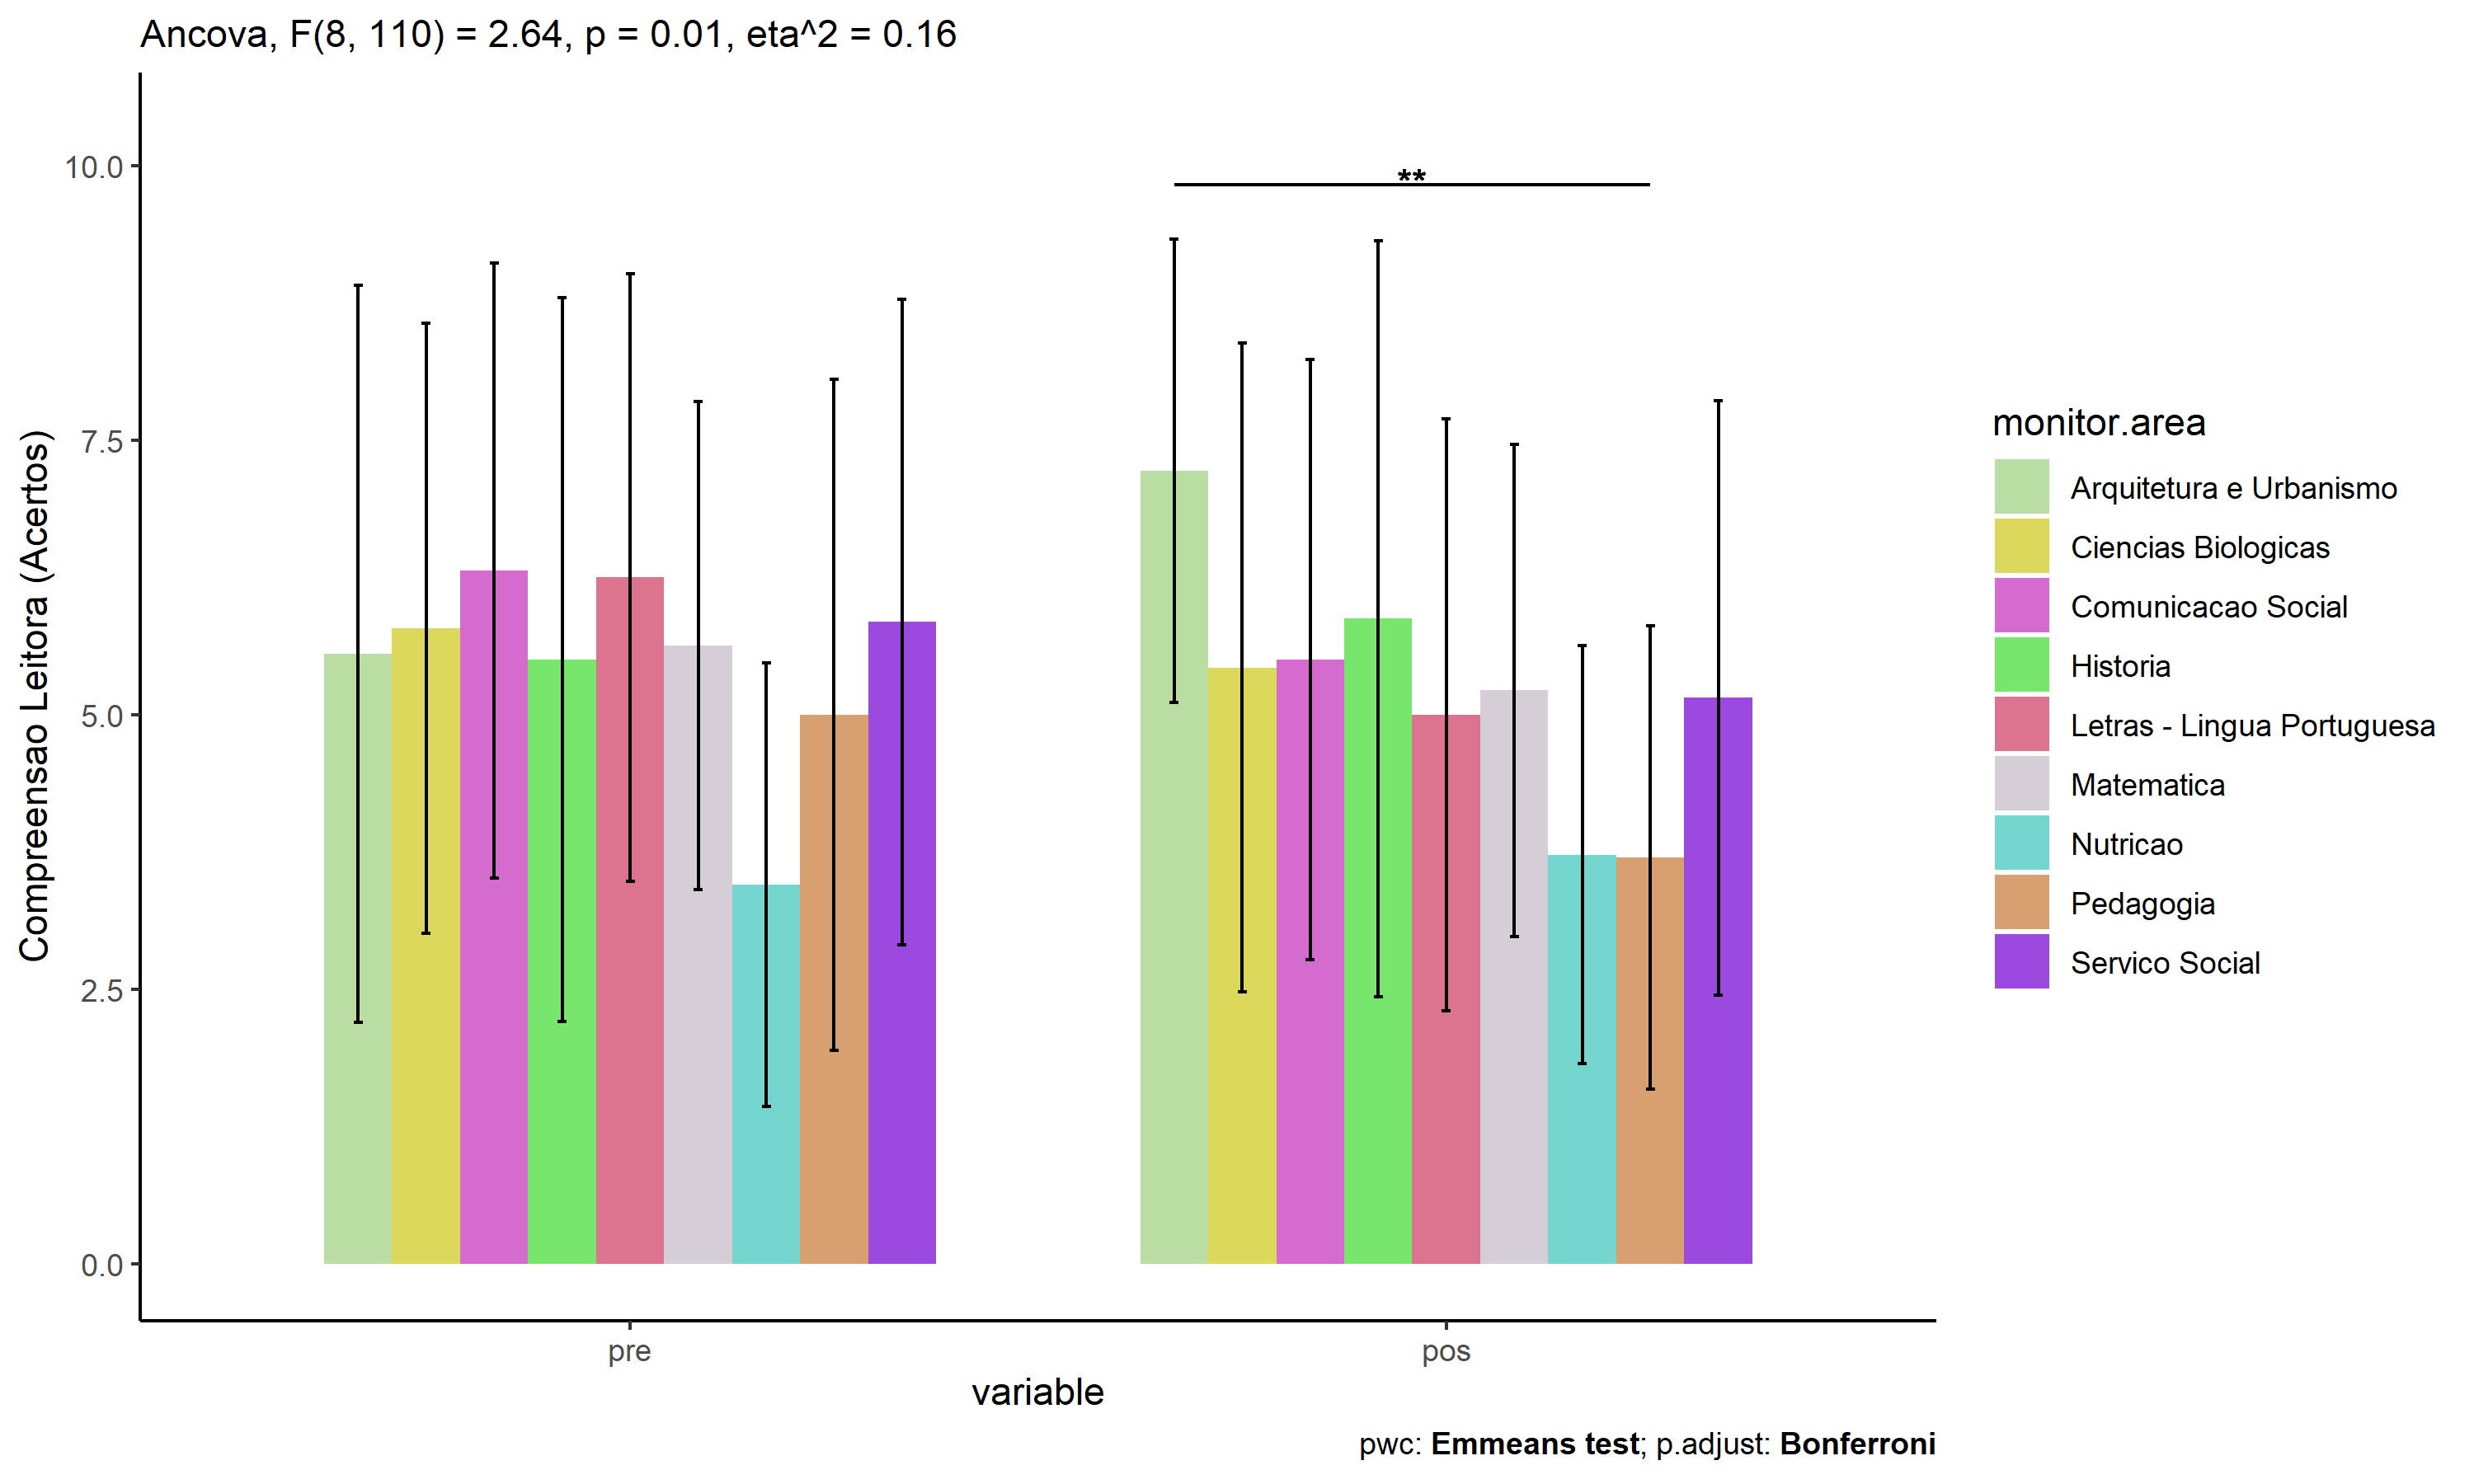 Ancova, F(8, 110) = 2.64, p = 0.01, eta^2 = 0.16
Compreensao Leitora (Acertos)
10.0
7.5
5.0
2.5
0.0
**
pre
pos
variable
monitor.area
Arquitetura e Urbanismo
Ciencias Biologicas
Comunicacao Social
Historia
Letras - Lingua Portuguesa
Matematica
Nutricao
Pedagogia
Servico Social
pwc: Emmeans test; p.adjust: Bonferroni